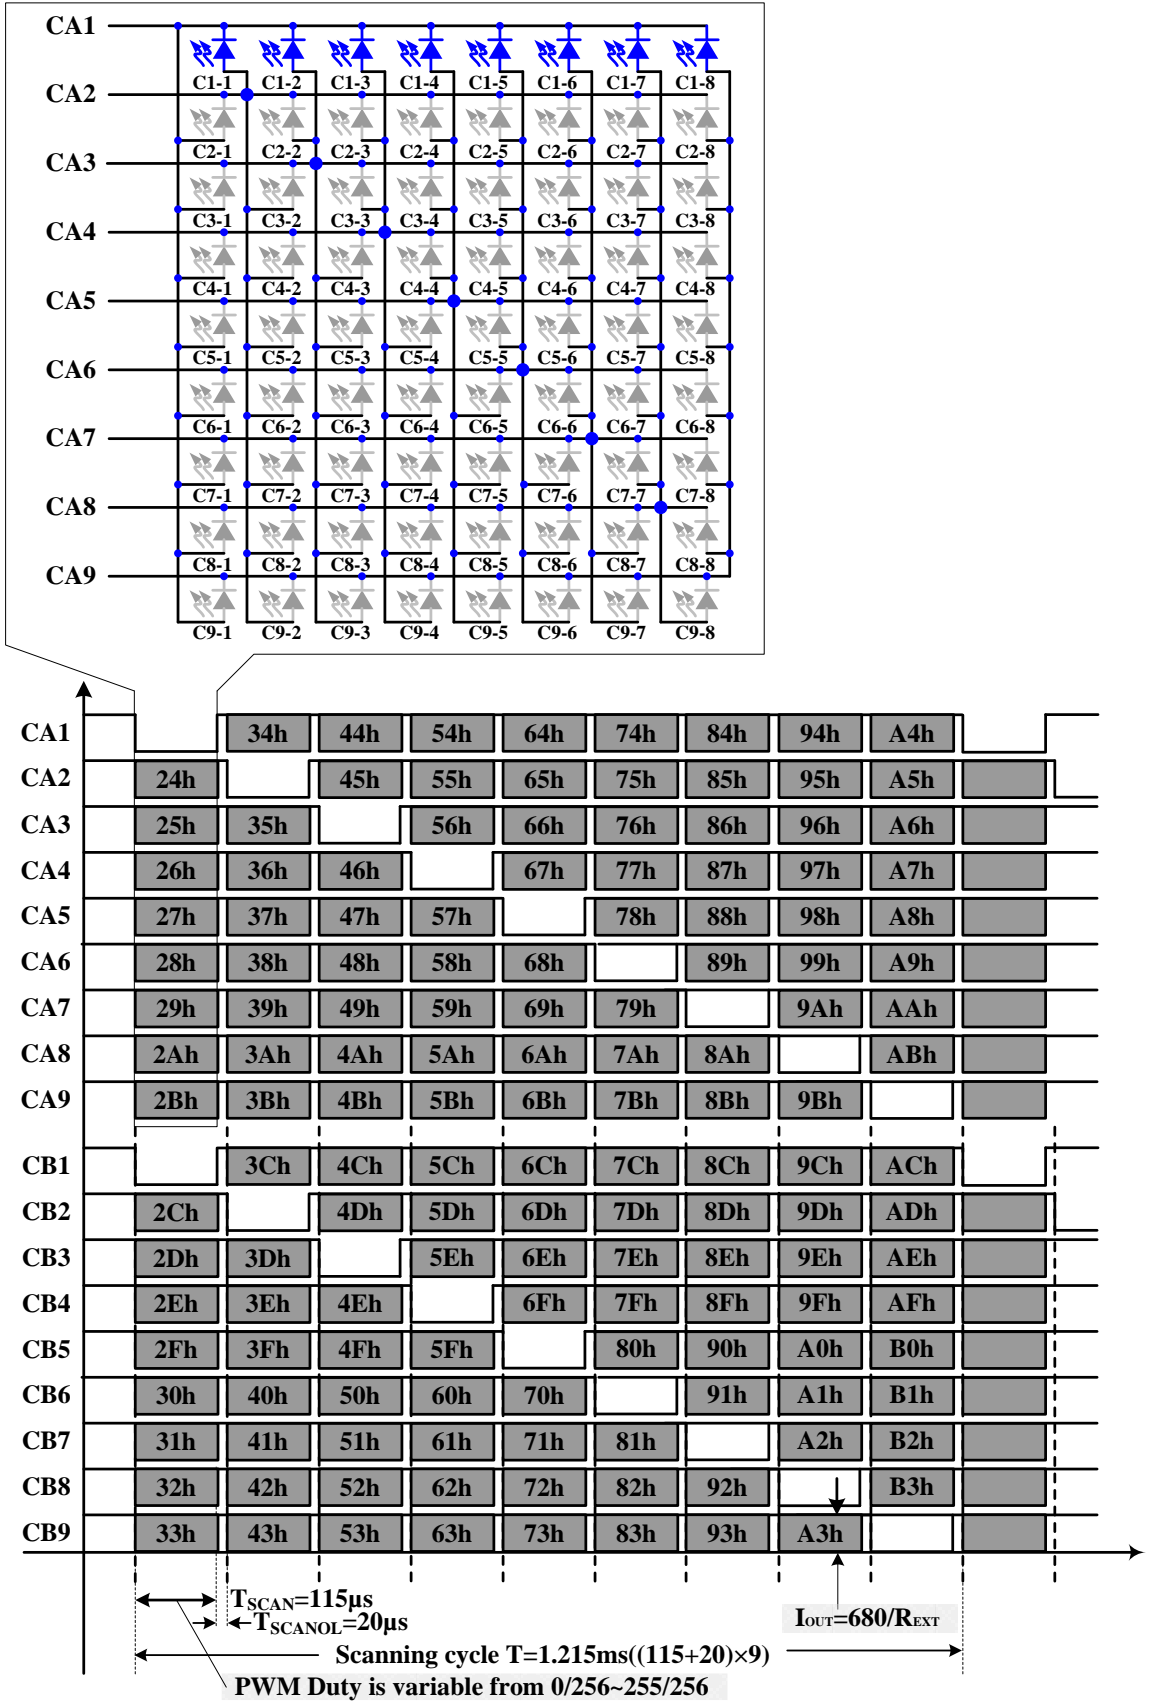 CA1
C1-1 C1-2 C1-3 C1-4 C1-5 C1-6 C1-7 C1-8
CA2
C2-1 C2-2 C2-3 C2-4 C2-5 C2-6 C2-7 C2-8
CA3
C3-1 C3-2 C3-3 C3-4 C3-5 C3-6 C3-7 C3-8
CA4
C4-1 C4-2 C4-3 C4-4 C4-5 C4-6 C4-7 C4-8
CA5
C5-1 C5-2 C5-3 C5-4 C5-5 C5-6 C5-7 C5-8
CA6
C6-1 C6-2 C6-3 C6-4 C6-5 C6-6 C6-7 C6-8
CA7
C7-1 C7-2 C7-3 C7-4 C7-5 C7-6 C7-7 C7-8
CA8
C8-1 C8-2 C8-3 C8-4 C8-5 C8-6 C8-7 C8-8
CA9
C9-1 C9-2 C9-3 C9-4 C9-5 C9-6 C9-7 C9-8
CA1 34h 44h 54h 64h 74h 84h 94h A4h
CA2 24h 45h 55h 65h 75h 85h 95h A5h
CA3 25h 35h 56h 66h 76h 86h 96h A6h
CA4 26h 36h 46h 67h 77h 87h 97h A7h
CA5 27h 37h 47h 57h 78h 88h 98h A8h
CA6 28h 38h 48h 58h 68h 89h 99h A9h
CA7 29h 39h 49h 59h 69h 79h 9Ah AAh
CA8 2Ah 3Ah 4Ah 5Ah 6Ah 7Ah 8Ah ABh
CA9 2Bh 3Bh 4Bh 5Bh 6Bh 7Bh 8Bh 9Bh
CB1 3Ch 4Ch 5Ch 6Ch 7Ch 8Ch 9Ch ACh
CB2 2Ch 4Dh 5Dh 6Dh 7Dh 8Dh 9Dh ADh
CB3 2Dh 3Dh 5Eh 6Eh 7Eh 8Eh 9Eh AEh
CB4 2Eh 3Eh 4Eh 6Fh 7Fh 8Fh 9Fh AFh
CB5 2Fh 3Fh 4Fh 5Fh 80h 90h A0h B0h
CB6 30h 40h 50h 60h 70h 91h A1h B1h
CB7 31h 41h 51h 61h 71h 81h A2h B2h
CB8 32h 42h 52h 62h 72h 82h 92h B3h
CB9 33h 43h 53h 63h 73h 83h 93h A3h
TSCAN=115µs
TSCANOL=20µs
IOUT=680/REXT
Scanning cycle T=1.215ms((115+20)×9)
PWM Duty is variable from 0/256~255/256